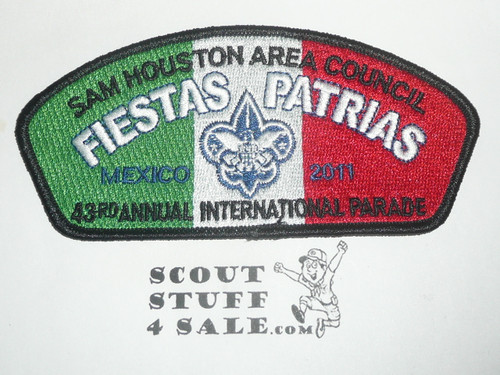 SAM HOUSTON AREA COUNCIL
FIESTAS PATRIAS
MEXICO 2011
43RD ANNUAL INTERNATIONAL PARADE
SCOUT
STUFF
4 SALE.COM